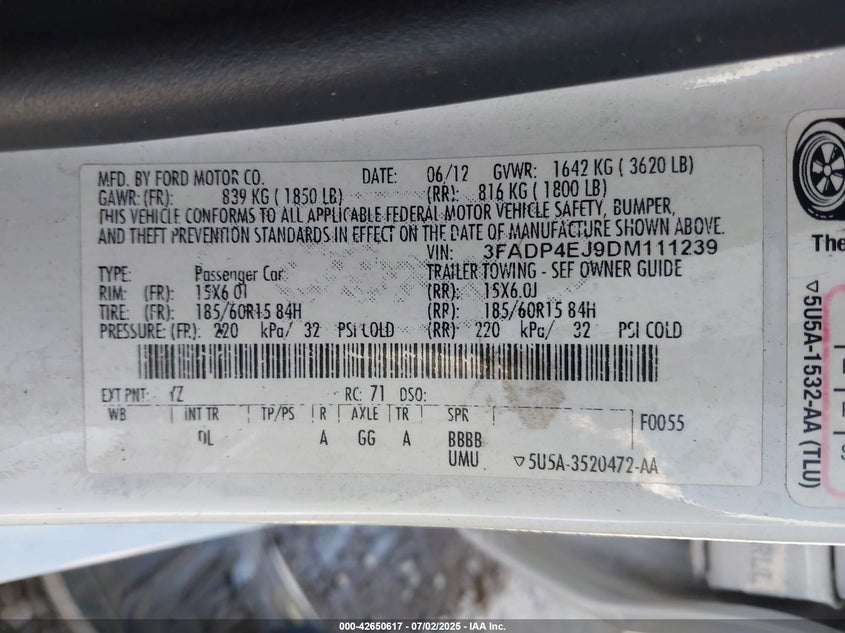 MFD. BY FORD MOTOR CO. DATE: 06/12 GVWR: 1642 KG ( 3620 LB)
GAWR: (FR): 839 KG ( 1850 LB) (RR): 816 KG ( 1800 LB)
THIS VEHICLE CONFORMS TO ALL APPLICABLE FEDERAL MOTOR VEHICLE SAFETY, BUMPER,
AND THEFT PREVENTION STANDARDS IN EFFECT ON THE DATE OF MANUFACTURE SHOWN ABOVE.
VIN: 3FADP4EJ9DM111239
TYPE: Passenger Car TRAILER TOWING - SEE OWNER GUIDE
RIM: (FR): 15X6.0J (RR): 15X6.0J
TIRE: (FR): 185/60R15 84H (RR): 185/60R15 84H
PRESSURE: (FR): 220 kPa/ 32 PSI COLD (RR) 220 kPa/ 32 PSI COLD
EXT PNT: YZ RC: 71 DSO:
WB INT TR TP/PS R AXLE TR SPR F0055
DL A GG A BBBB
UMU ▽5U5A-3520472-AA
The
▽5U5A-1532-AA (TLU)
000-42650617 · 07/02/2025 · IAA Inc.